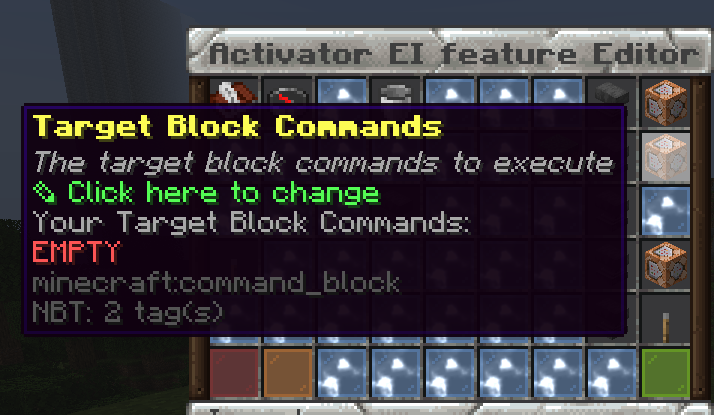 Activator EI feature Editor
Target Block Commands
The target block commands to execute
✎ Click here to change
Your Target Block Commands:
EMPTY
minecraft:command_block
NBT: 2 tag(s)